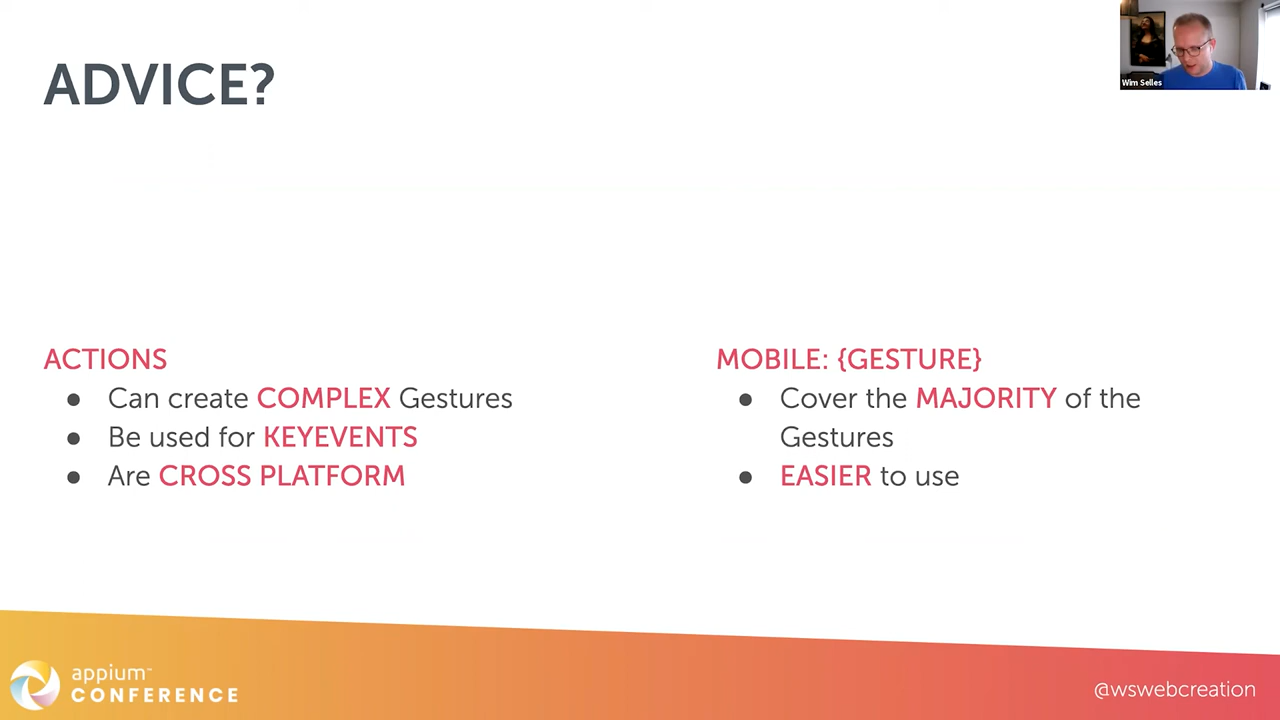 ADVICE?
Wim Selles
ACTIONS
● Can create COMPLEX Gestures
● Be used for KEYEVENTS
● Are CROSS PLATFORM
MOBILE: {GESTURE}
● Cover the MAJORITY of the
Gestures
● EASIER to use
appium™
CONFERENCE
@wswebcreation